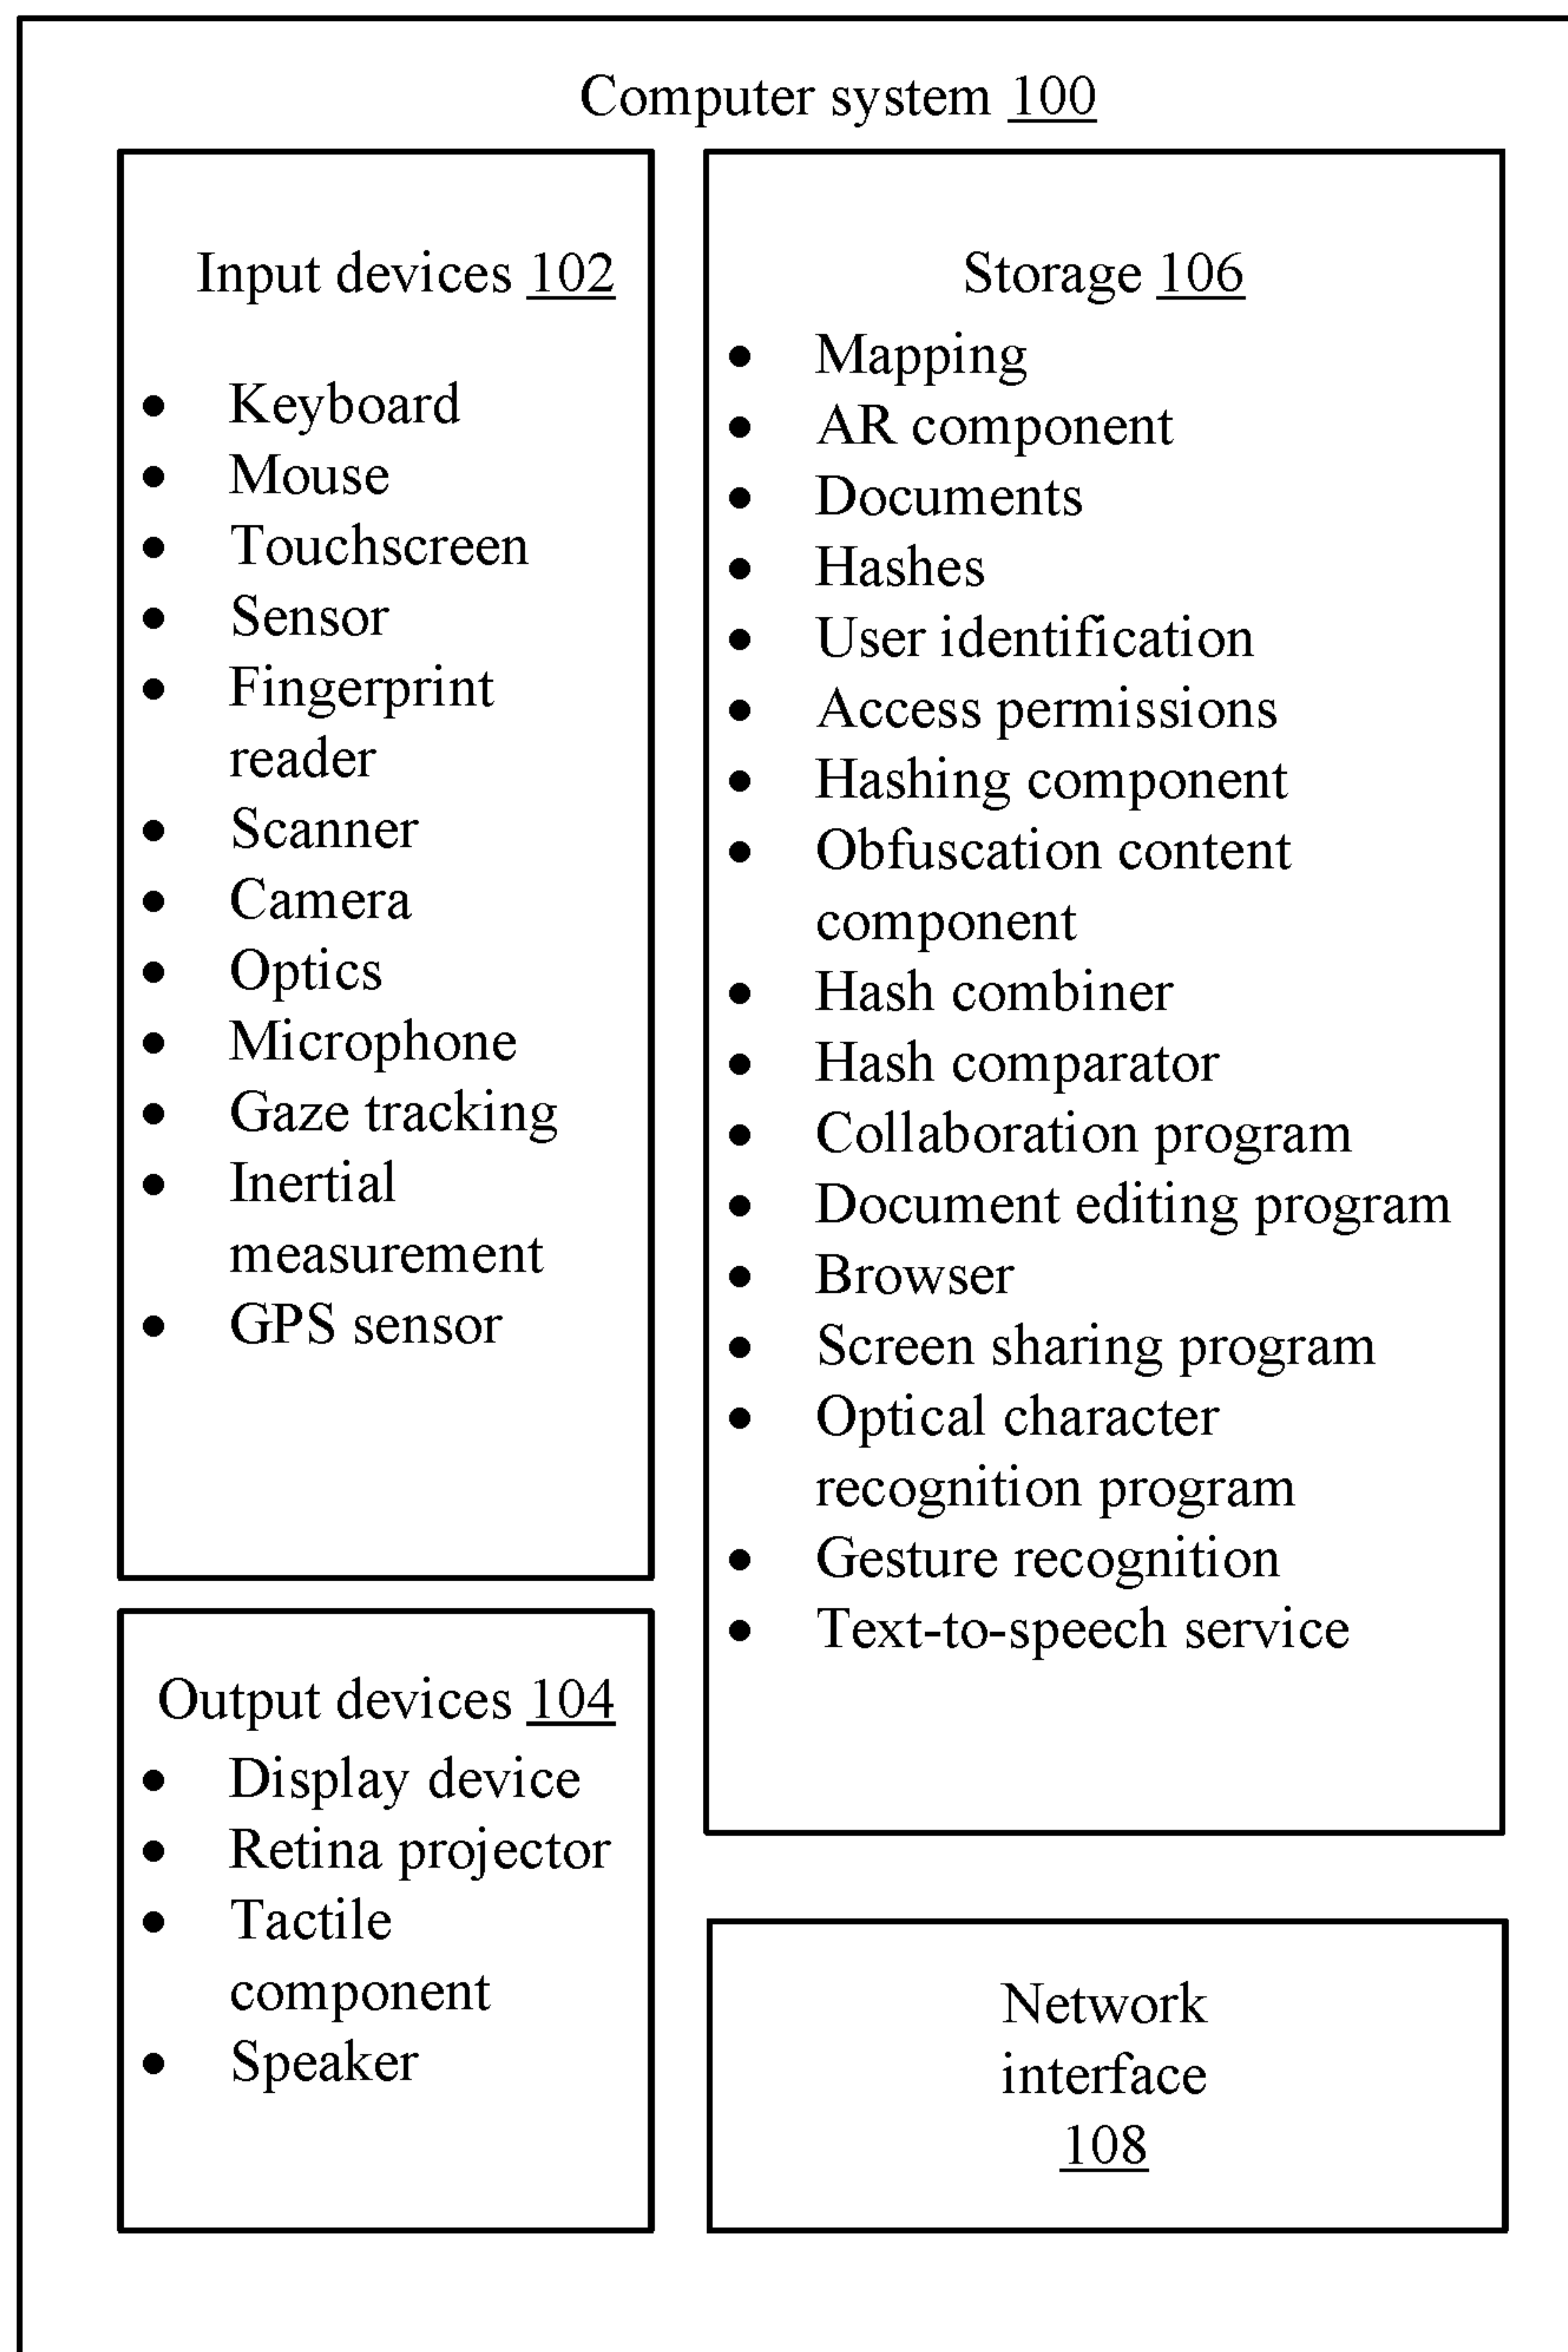 Computer system 100
Input devices 102
● Keyboard
● Mouse
● Touchscreen
● Sensor
● Fingerprint
reader
● Scanner
● Camera
● Optics
● Microphone
● Gaze tracking
● Inertial
measurement
● GPS sensor
Output devices 104
● Display device
● Retina projector
● Tactile
component
● Speaker
Storage 106
● Mapping
● AR component
● Documents
● Hashes
● User identification
● Access permissions
● Hashing component
● Obfuscation content
component
● Hash combiner
● Hash comparator
● Collaboration program
● Document editing program
● Browser
● Screen sharing program
● Optical character
recognition program
● Gesture recognition
● Text-to-speech service
Network
interface
108